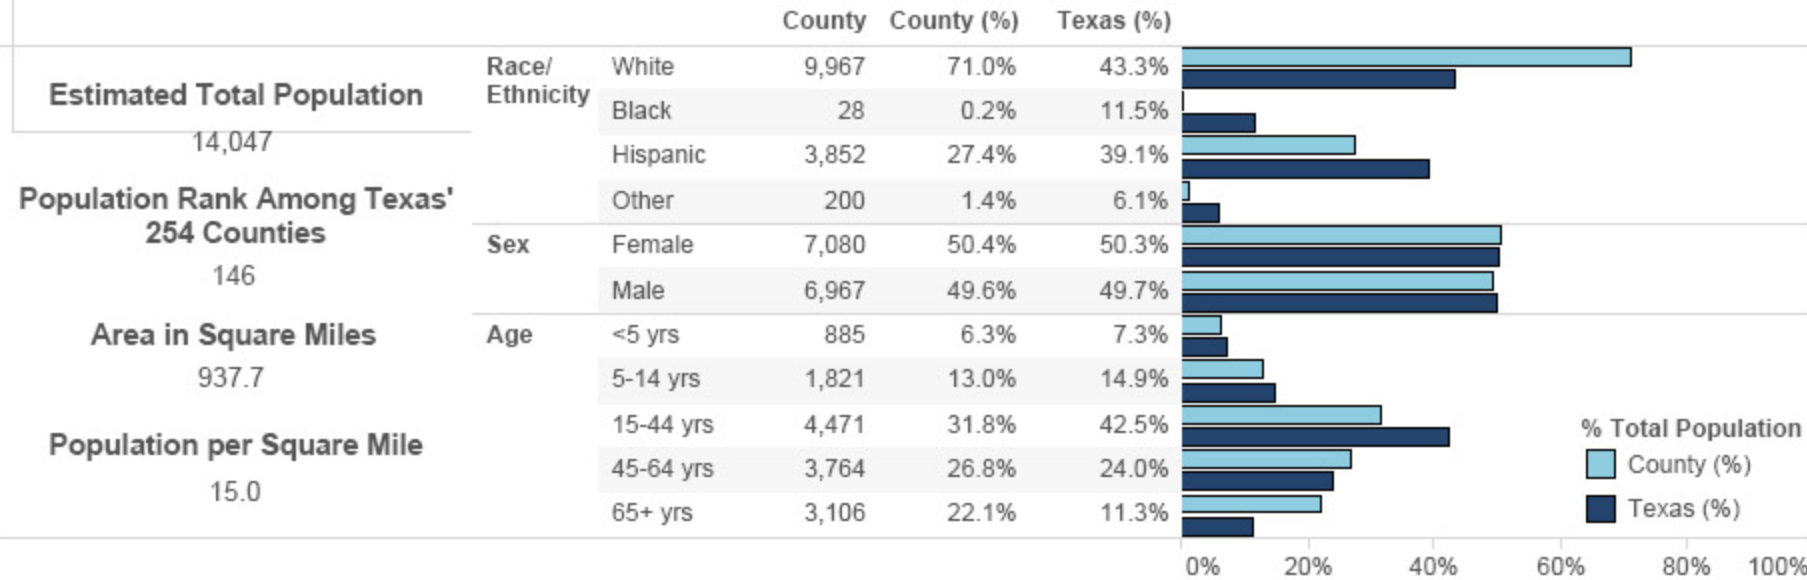 County County (%) Texas (%)
Estimated Total Population
14,047
Population Rank Among Texas'
254 Counties
146
Area in Square Miles
937.7
Population per Square Mile
15.0
Race/
Ethnicity
White 9,967 71.0% 43.3%
Black 28 0.2% 11.5%
Hispanic 3,852 27.4% 39.1%
Other 200 1.4% 6.1%
Sex Female 7,080 50.4% 50.3%
Male 6,967 49.6% 49.7%
Age <5 yrs 885 6.3% 7.3%
5-14 yrs 1,821 13.0% 14.9%
15-44 yrs 4,471 31.8% 42.5%
45-64 yrs 3,764 26.8% 24.0%
65+ yrs 3,106 22.1% 11.3%
% Total Population
County (%)
Texas (%)
0% 20% 40% 60% 80% 100%